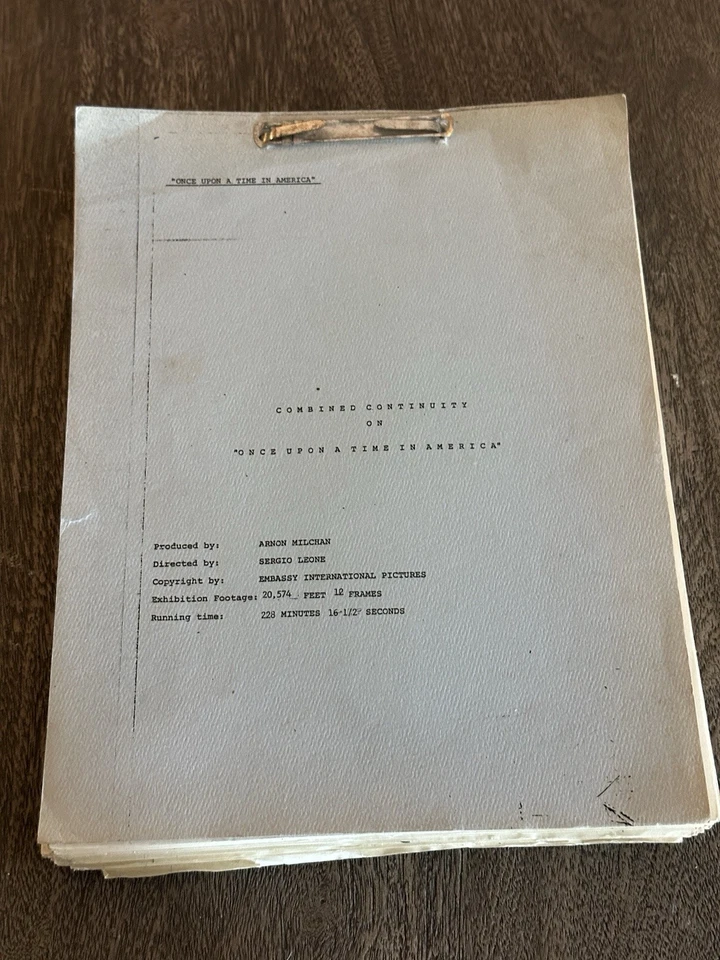 "ONCE UPON A TIME IN AMERICA"
COMBINED CONTINUITY
ON
"ONCE UPON A TIME IN AMERICA"
Produced by: ARNON MILCHAN
Directed by: SERGIO LEONE
Copyright by: EMBASSY INTERNATIONAL PICTURES
Exhibition Footage: 20,574 FEET FRAMES
Running time: 228 MINUTES 16-1/2 SECONDS